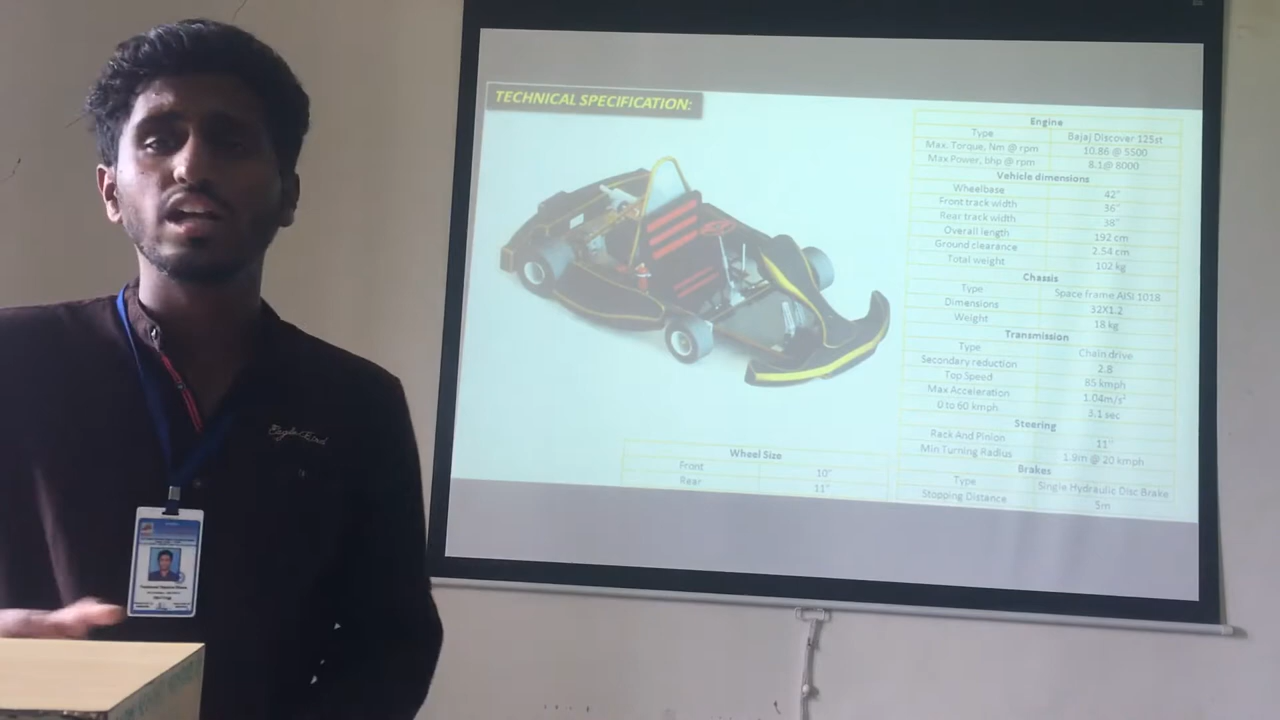 TECHNICAL SPECIFICATION:
Engine
Type Bajaj Discover 125st
Max. Torque, Nm @ rpm 10.86 @ 5500
Max Power, bhp @ rpm 8.1@ 8000
Vehicle dimensions
Wheelbase 42"
Front track width 36"
Rear track width 38"
Overall length 192 cm
Ground clearance 2.54 cm
Total weight 102 kg
Chassis
Type Space frame AISI 1018
Dimensions 32X1.2
Weight 18 kg
Transmission
Type Chain drive
Secondary reduction 2.8
Top Speed 85 kmph
Max Acceleration 1.04m/s²
0 to 60 kmph 3.1 sec
Steering
Rack And Pinion 11"
Min Turning Radius 1.9m @ 20 kmph
Brakes
Type Single Hydraulic Disc Brake
Stopping Distance 5m
Wheel Size
Front 10"
Rear 11"